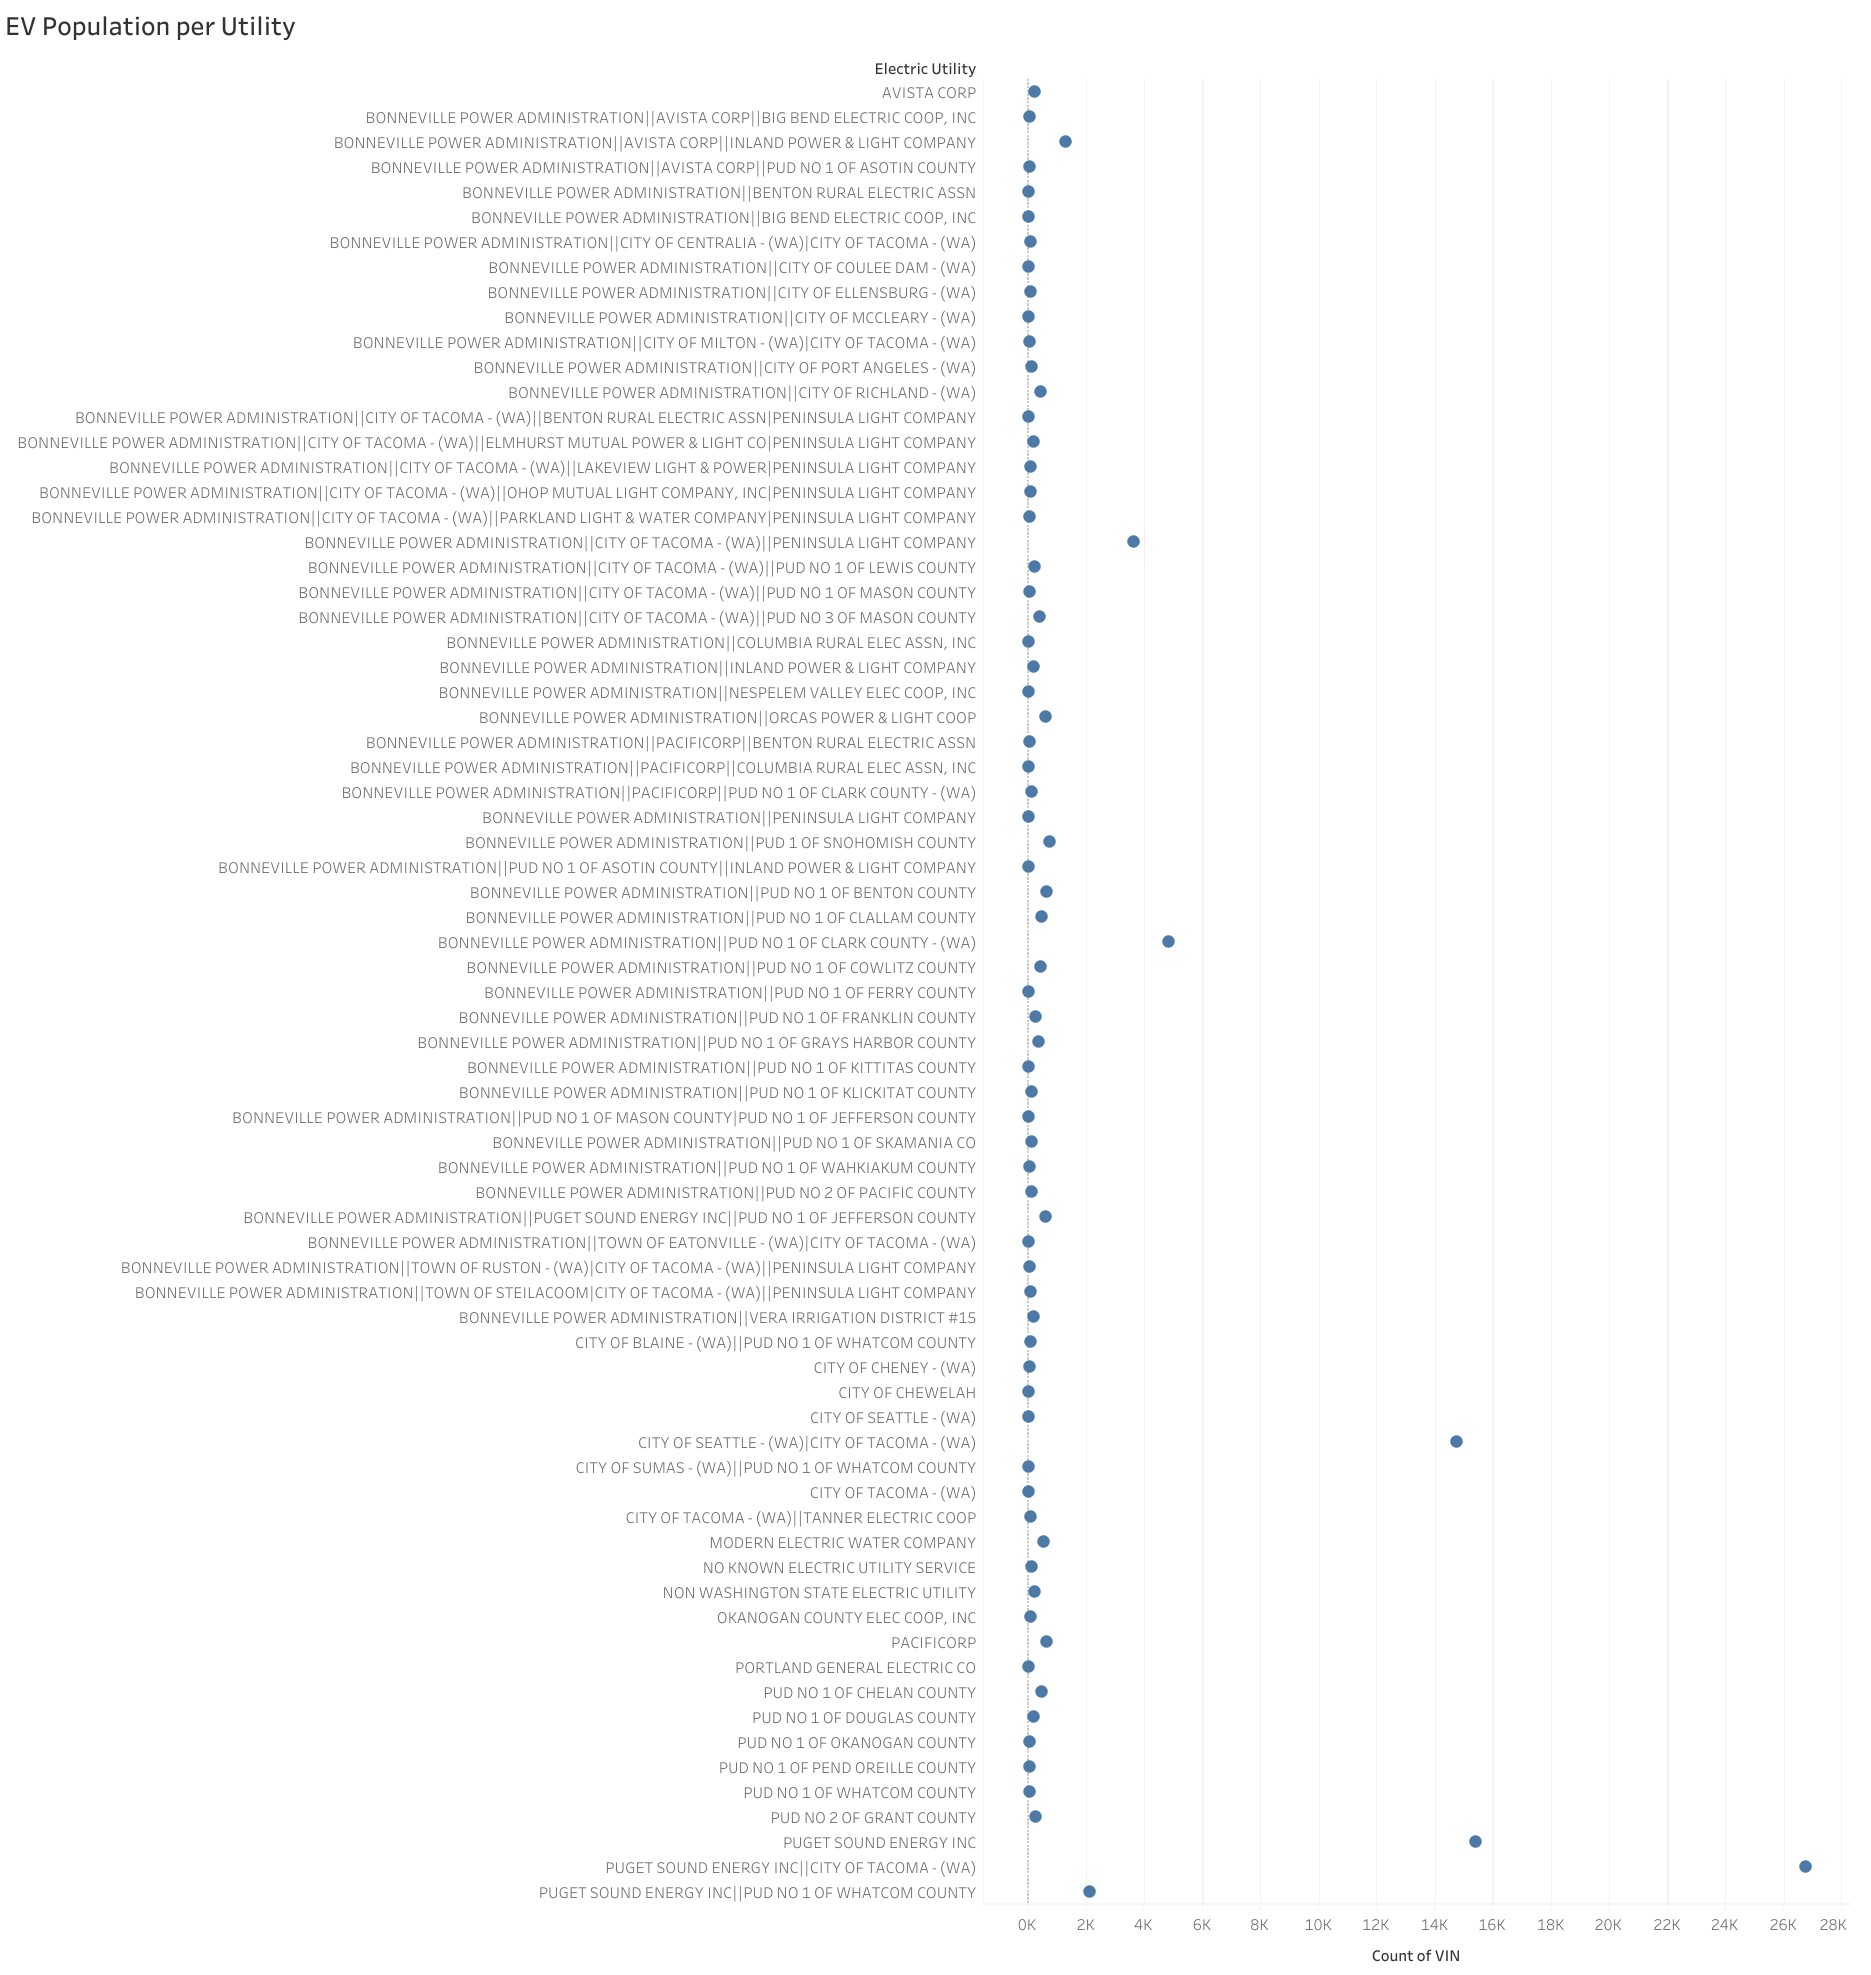 EV Population per Utility
Electric Utility
AVISTA CORP
BONNEVILLE POWER ADMINISTRATION||AVISTA CORP||BIG BEND ELECTRIC COOP, INC
BONNEVILLE POWER ADMINISTRATION||AVISTA CORP||INLAND POWER & LIGHT COMPANY
BONNEVILLE POWER ADMINISTRATION||AVISTA CORP||PUD NO 1 OF ASOTIN COUNTY
BONNEVILLE POWER ADMINISTRATION||BENTON RURAL ELECTRIC ASSN
BONNEVILLE POWER ADMINISTRATION||BIG BEND ELECTRIC COOP, INC
BONNEVILLE POWER ADMINISTRATION||CITY OF CENTRALIA - (WA)|CITY OF TACOMA - (WA)
BONNEVILLE POWER ADMINISTRATION||CITY OF COULEE DAM - (WA)
BONNEVILLE POWER ADMINISTRATION||CITY OF ELLENSBURG - (WA)
BONNEVILLE POWER ADMINISTRATION||CITY OF MCCLEARY - (WA)
BONNEVILLE POWER ADMINISTRATION||CITY OF MILTON - (WA)|CITY OF TACOMA - (WA)
BONNEVILLE POWER ADMINISTRATION||CITY OF PORT ANGELES - (WA)
BONNEVILLE POWER ADMINISTRATION||CITY OF RICHLAND - (WA)
BONNEVILLE POWER ADMINISTRATION||CITY OF TACOMA - (WA)||BENTON RURAL ELECTRIC ASSN|PENINSULA LIGHT COMPANY
BONNEVILLE POWER ADMINISTRATION||CITY OF TACOMA - (WA)||ELMHURST MUTUAL POWER & LIGHT CO|PENINSULA LIGHT COMPANY
BONNEVILLE POWER ADMINISTRATION||CITY OF TACOMA - (WA)||LAKEVIEW LIGHT & POWER|PENINSULA LIGHT COMPANY
BONNEVILLE POWER ADMINISTRATION||CITY OF TACOMA - (WA)||OHOP MUTUAL LIGHT COMPANY, INC|PENINSULA LIGHT COMPANY
BONNEVILLE POWER ADMINISTRATION||CITY OF TACOMA - (WA)||PARKLAND LIGHT & WATER COMPANY|PENINSULA LIGHT COMPANY
BONNEVILLE POWER ADMINISTRATION||CITY OF TACOMA - (WA)||PENINSULA LIGHT COMPANY
BONNEVILLE POWER ADMINISTRATION||CITY OF TACOMA - (WA)||PUD NO 1 OF LEWIS COUNTY
BONNEVILLE POWER ADMINISTRATION||CITY OF TACOMA - (WA)||PUD NO 1 OF MASON COUNTY
BONNEVILLE POWER ADMINISTRATION||CITY OF TACOMA - (WA)||PUD NO 3 OF MASON COUNTY
BONNEVILLE POWER ADMINISTRATION||COLUMBIA RURAL ELEC ASSN, INC
BONNEVILLE POWER ADMINISTRATION||INLAND POWER & LIGHT COMPANY
BONNEVILLE POWER ADMINISTRATION||NESPELEM VALLEY ELEC COOP, INC
BONNEVILLE POWER ADMINISTRATION||ORCAS POWER & LIGHT COOP
BONNEVILLE POWER ADMINISTRATION||PACIFICORP||BENTON RURAL ELECTRIC ASSN
BONNEVILLE POWER ADMINISTRATION||PACIFICORP||COLUMBIA RURAL ELEC ASSN, INC
BONNEVILLE POWER ADMINISTRATION||PACIFICORP||PUD NO 1 OF CLARK COUNTY - (WA)
BONNEVILLE POWER ADMINISTRATION||PENINSULA LIGHT COMPANY
BONNEVILLE POWER ADMINISTRATION||PUD 1 OF SNOHOMISH COUNTY
BONNEVILLE POWER ADMINISTRATION||PUD NO 1 OF ASOTIN COUNTY||INLAND POWER & LIGHT COMPANY
BONNEVILLE POWER ADMINISTRATION||PUD NO 1 OF BENTON COUNTY
BONNEVILLE POWER ADMINISTRATION||PUD NO 1 OF CLALLAM COUNTY
BONNEVILLE POWER ADMINISTRATION||PUD NO 1 OF CLARK COUNTY - (WA)
BONNEVILLE POWER ADMINISTRATION||PUD NO 1 OF COWLITZ COUNTY
BONNEVILLE POWER ADMINISTRATION||PUD NO 1 OF FERRY COUNTY
BONNEVILLE POWER ADMINISTRATION||PUD NO 1 OF FRANKLIN COUNTY
BONNEVILLE POWER ADMINISTRATION||PUD NO 1 OF GRAYS HARBOR COUNTY
BONNEVILLE POWER ADMINISTRATION||PUD NO 1 OF KITTITAS COUNTY
BONNEVILLE POWER ADMINISTRATION||PUD NO 1 OF KLICKITAT COUNTY
BONNEVILLE POWER ADMINISTRATION||PUD NO 1 OF MASON COUNTY|PUD NO 1 OF JEFFERSON COUNTY
BONNEVILLE POWER ADMINISTRATION||PUD NO 1 OF SKAMANIA CO
BONNEVILLE POWER ADMINISTRATION||PUD NO 1 OF WAHKIAKUM COUNTY
BONNEVILLE POWER ADMINISTRATION||PUD NO 2 OF PACIFIC COUNTY
BONNEVILLE POWER ADMINISTRATION||PUGET SOUND ENERGY INC||PUD NO 1 OF JEFFERSON COUNTY
BONNEVILLE POWER ADMINISTRATION||TOWN OF EATONVILLE - (WA)|CITY OF TACOMA - (WA)
BONNEVILLE POWER ADMINISTRATION||TOWN OF RUSTON - (WA)|CITY OF TACOMA - (WA)||PENINSULA LIGHT COMPANY
BONNEVILLE POWER ADMINISTRATION||TOWN OF STEILACOOM|CITY OF TACOMA - (WA)||PENINSULA LIGHT COMPANY
BONNEVILLE POWER ADMINISTRATION||VERA IRRIGATION DISTRICT #15
CITY OF BLAINE - (WA)||PUD NO 1 OF WHATCOM COUNTY
CITY OF CHENEY - (WA)
CITY OF CHEWELAH
CITY OF SEATTLE - (WA)
CITY OF SEATTLE - (WA)|CITY OF TACOMA - (WA)
CITY OF SUMAS - (WA)||PUD NO 1 OF WHATCOM COUNTY
CITY OF TACOMA - (WA)
CITY OF TACOMA - (WA)||TANNER ELECTRIC COOP
MODERN ELECTRIC WATER COMPANY
NO KNOWN ELECTRIC UTILITY SERVICE
NON WASHINGTON STATE ELECTRIC UTILITY
OKANOGAN COUNTY ELEC COOP, INC
PACIFICORP
PORTLAND GENERAL ELECTRIC CO
PUD NO 1 OF CHELAN COUNTY
PUD NO 1 OF DOUGLAS COUNTY
PUD NO 1 OF OKANOGAN COUNTY
PUD NO 1 OF PEND OREILLE COUNTY
PUD NO 1 OF WHATCOM COUNTY
PUD NO 2 OF GRANT COUNTY
PUGET SOUND ENERGY INC
PUGET SOUND ENERGY INC||CITY OF TACOMA - (WA)
PUGET SOUND ENERGY INC||PUD NO 1 OF WHATCOM COUNTY
0K 2K 4K 6K 8K 10K 12K 14K 16K 18K 20K 22K 24K 26K 28K
Count of VIN